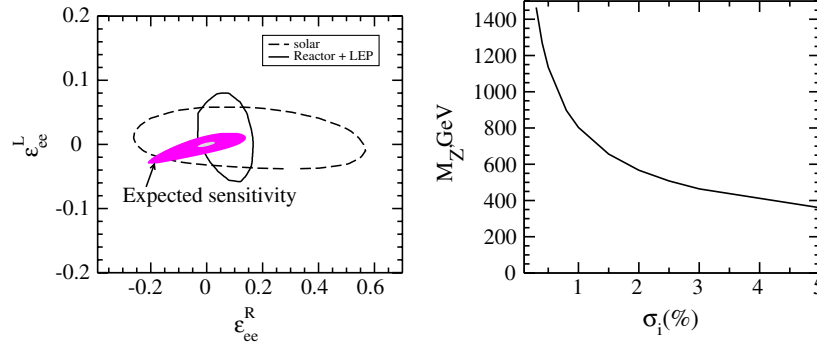 0.2
0.1
0
-0.1
-0.2
ε_ee^L
solar
Reactor + LEP
Expected sensitivity
-0.2 0 0.2 0.4 0.6
ε_ee^R
1400
1200
1000
800
600
400
200
0
M_Z',GeV
1 2 3 4 5
σ_i(%)